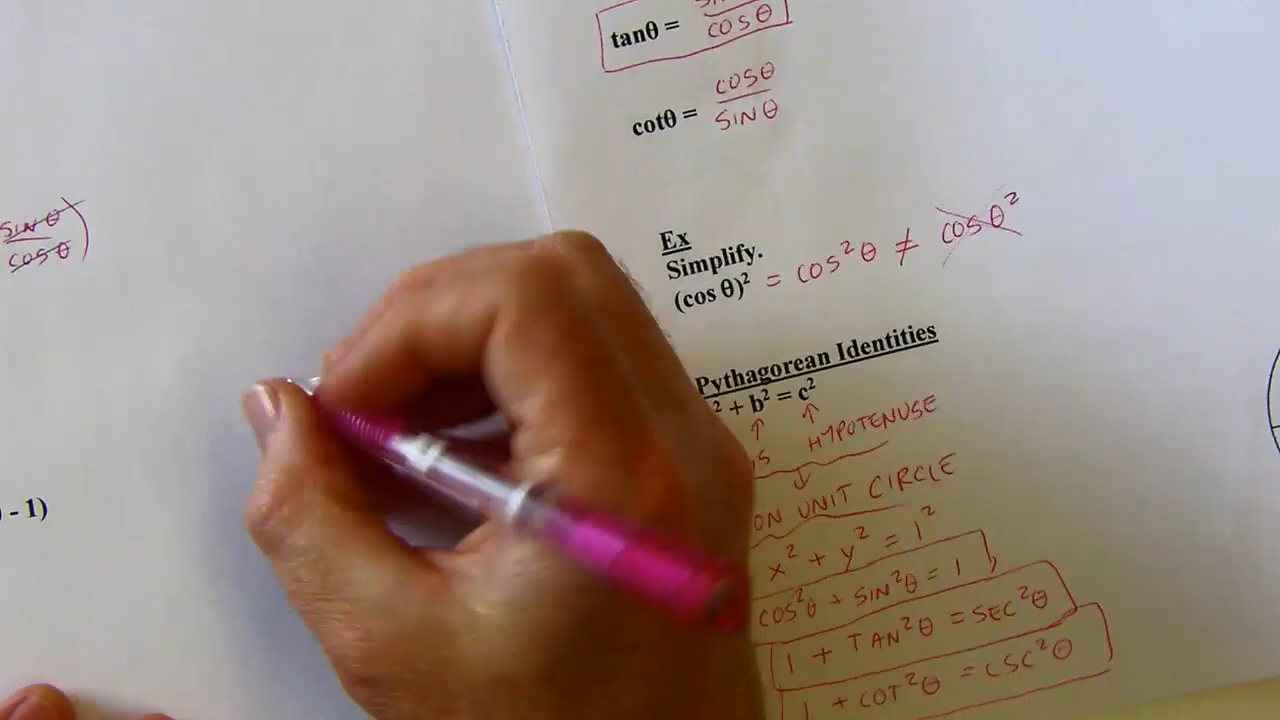 tanθ = cosθ
cotθ = cosθ / sinθ
sinθ / cosθ )
Ex
Simplify.
(cos θ)² = cos²θ ≠ cosθ²
Pythagorean Identities
² + b² = c²
↑ ↑
HYPOTENUSE
↓
ON UNIT CIRCLE
x² + y² = 1²
cos²θ + sin²θ = 1
1 + TAN²θ = SEC²θ
1 + COT²θ = CSC²θ
- 1)